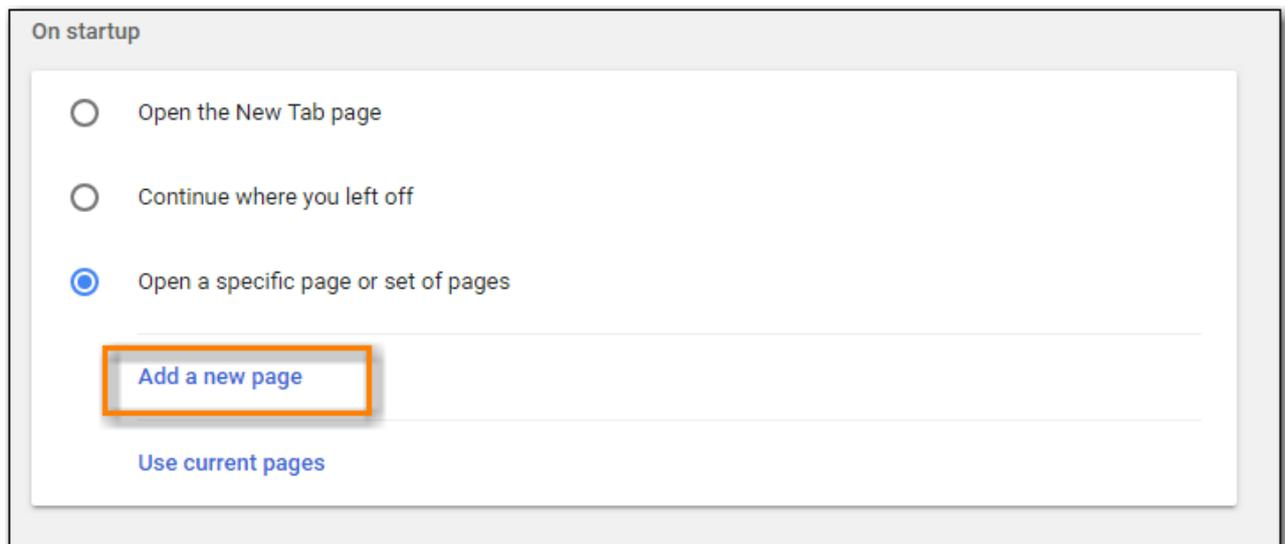 On startup
Open the New Tab page
Continue where you left off
Open a specific page or set of pages
Add a new page
Use current pages